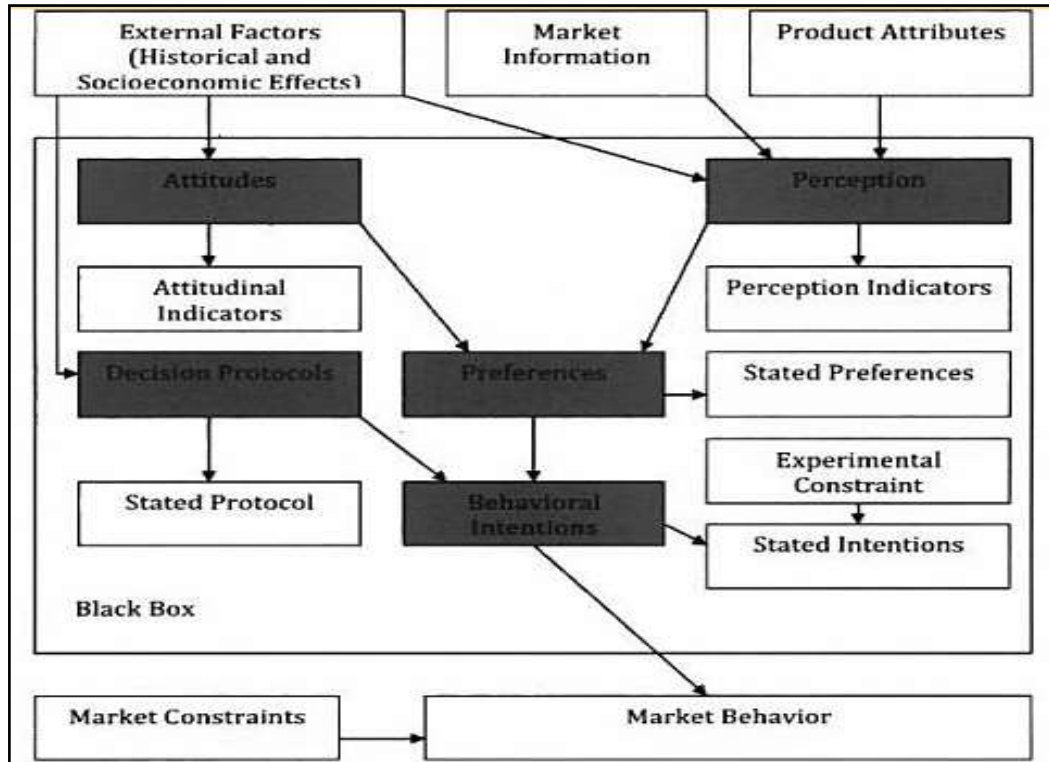 External Factors
(Historical and
Socioeconomic Effects)
Market
Information
Product Attributes
Attitudes
Perception
Attitudinal
Indicators
Perception Indicators
Decision Protocols
Preferences
Stated Preferences
Experimental
Constraint
Stated Protocol
Behavioral
Intentions
Stated Intentions
Black Box
Market Constraints
Market Behavior